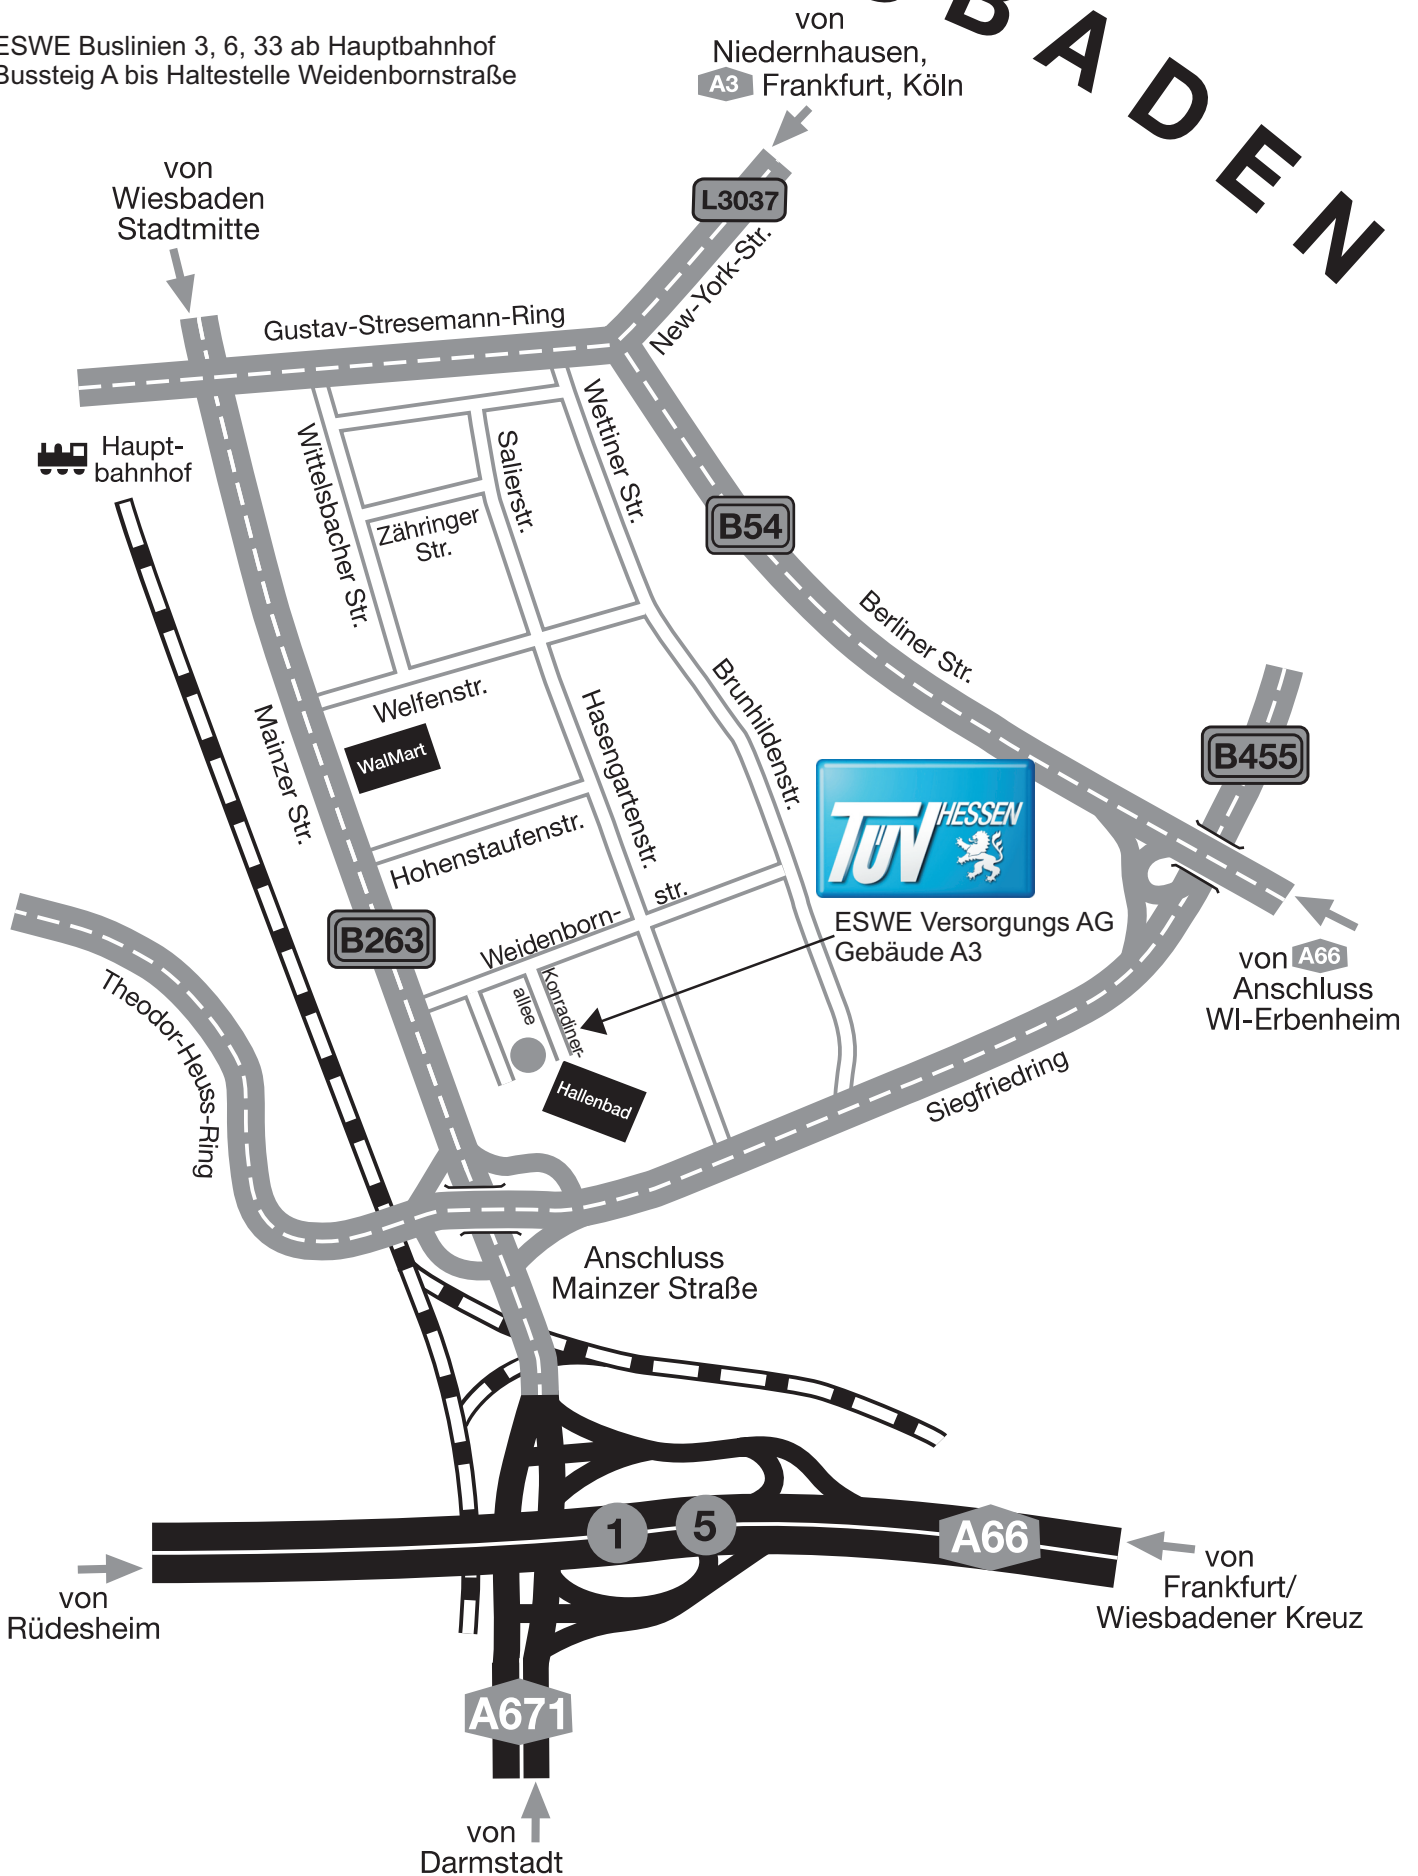 ESWE Buslinien 3, 6, 33 ab Hauptbahnhof
Bussteig A bis Haltestelle Weidenbornstraße
BADEN
von
Niedernhausen,
A3 Frankfurt, Köln
von
Wiesbaden
Stadtmitte
L3037
New-York-Str.
Gustav-Stresemann-Ring
Haupt-
bahnhof
Wittelsbacher Str.
Zähringer
Str.
Salierstr.
Wettiner Str.
B54
Berliner Str.
Welfenstr.
WalMart
Mainzer Str.
Hasengartenstr.
Brunhildenstr.
B455
TÜV HESSEN
Hohenstaufenstr.
Weidenborn-
str.
B263
ESWE Versorgungs AG
Gebäude A3
von A66
Anschluss
WI-Erbenheim
Konradiner-
allee
Hallenbad
Theodor-Heuss-Ring
Siegfriedring
Anschluss
Mainzer Straße
1
5
A66
von
Rüdesheim
von
Frankfurt/
Wiesbadener Kreuz
A671
von
Darmstadt